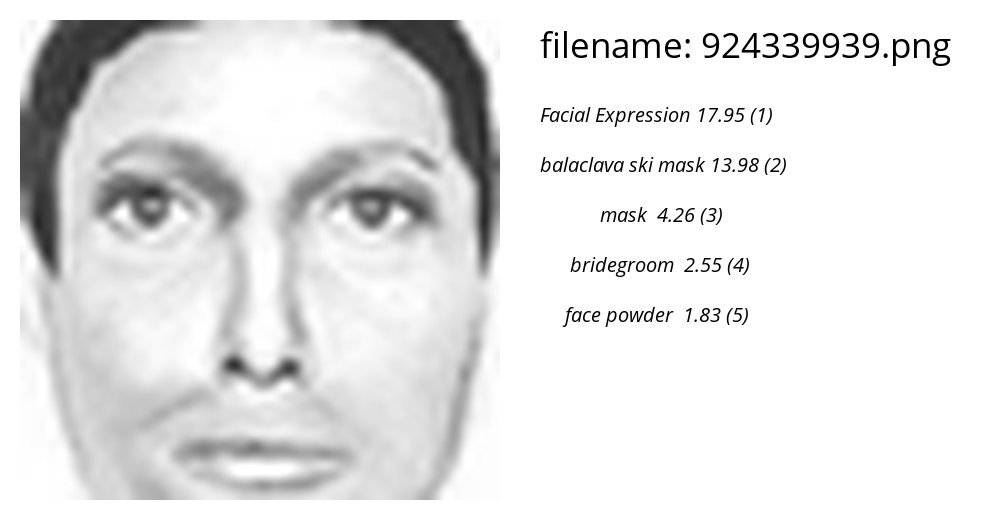 filename: 924339939.png
Facial Expression 17.95 (1)
balaclava ski mask 13.98 (2)
mask 4.26 (3)
bridegroom 2.55 (4)
face powder 1.83 (5)